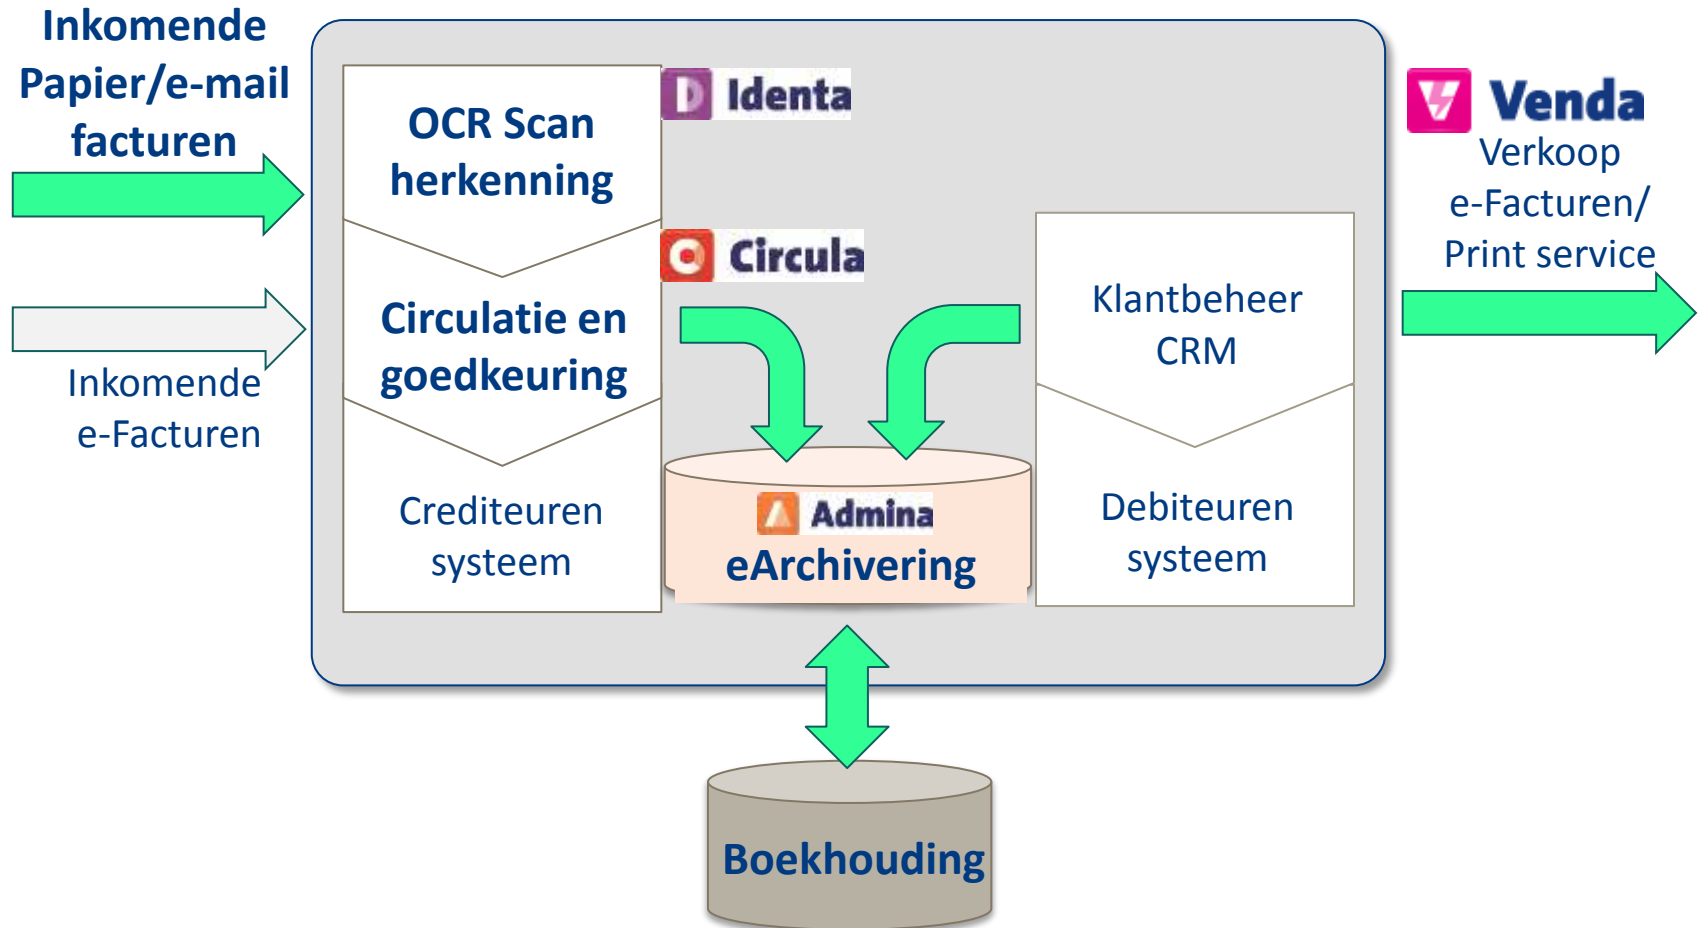 Inkomende
Papier/e-mail
facturen
Inkomende
e-Facturen
OCR Scan
herkenning
Identa
Circulatie en
goedkeuring
Circula
Crediteuren
systeem
Admina
eArchivering
Klantbeheer
CRM
Debiteuren
systeem
Venda
Verkoop
e-Facturen/
Print service
Boekhouding